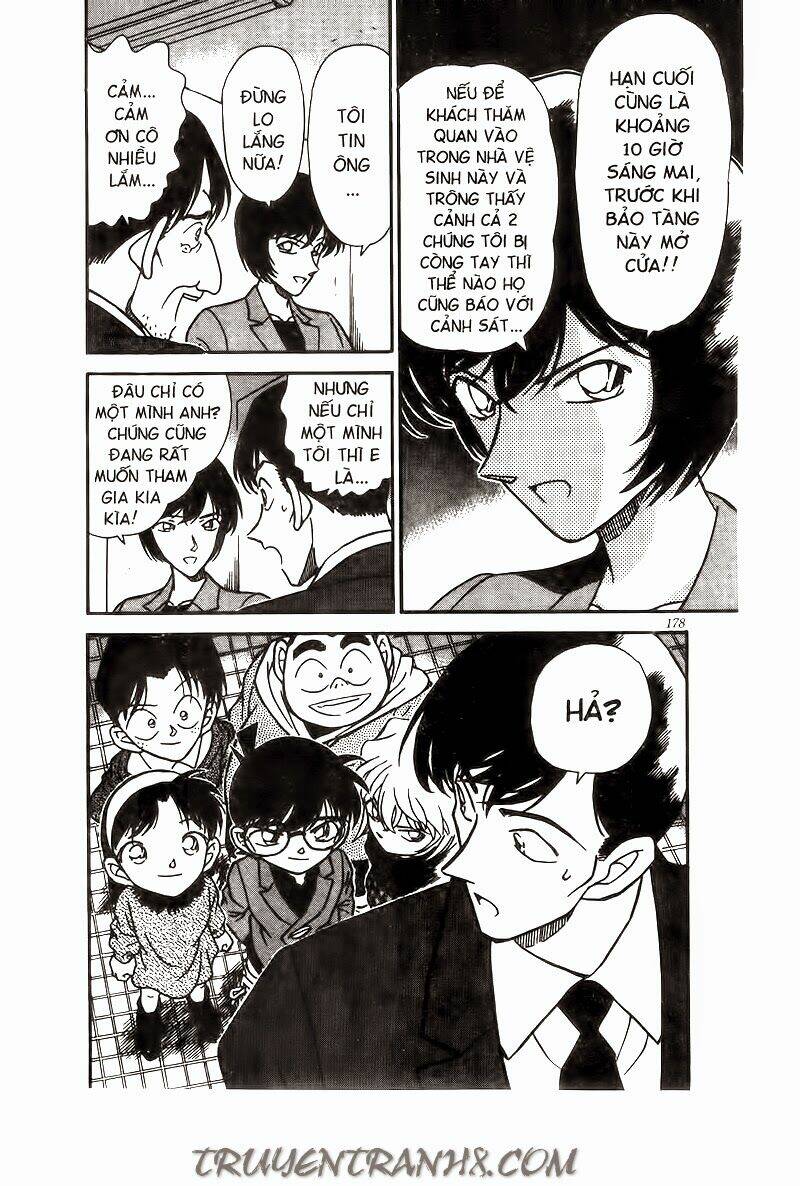 HẠN CUỐI
CÙNG LÀ
KHOẢNG
10 GIỜ
SÁNG MAI,
TRƯỚC KHI
BẢO TÀNG
NÀY MỞ
CỬA!!
NẾU ĐỂ
KHÁCH THĂM
QUAN VÀO
TRONG NHÀ VỆ
SINH NÀY VÀ
TRÔNG THẤY
CẢNH CẢ 2
CHÚNG TÔI BỊ
CÒNG TAY THÌ
THỂ NÀO HỌ
CŨNG BÁO VỚI
CẢNH SÁT...
TÔI
TIN
ÔNG
...
ĐỪNG
LO
LẮNG
NỮA!
CẢM...
CẢM
ƠN CÔ
NHIỀU
LẮM...
NHƯNG
NẾU CHỈ
MỘT MÌNH
TÔI THÌ E
LÀ...
ĐÂU CHỈ CÓ
MỘT MÌNH ANH?
CHÚNG CŨNG
ĐANG RẤT
MUỐN THAM
GIA KIA
KÌA!
178
HẢ?
TRUYENTRANH8.COM